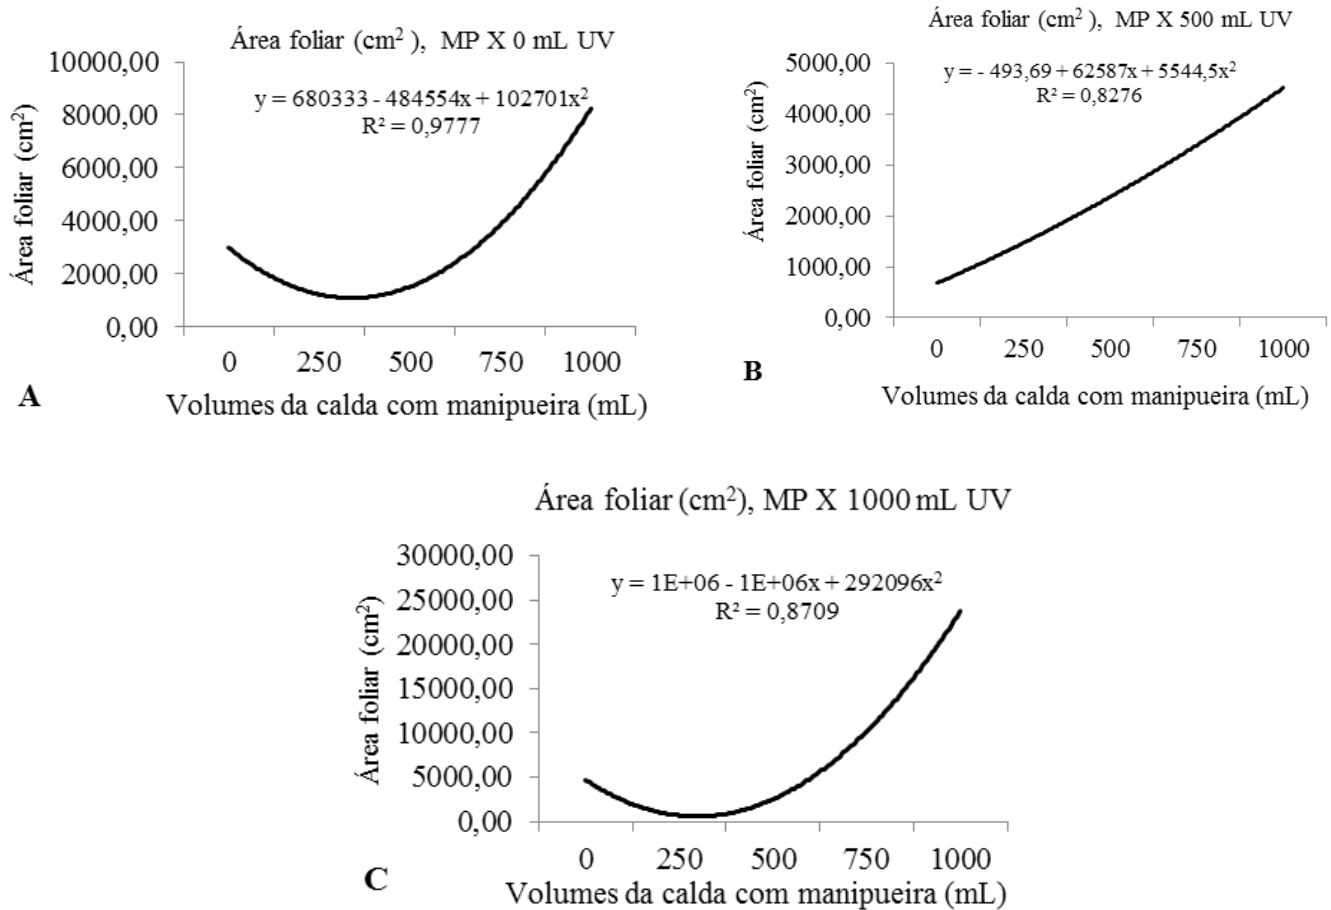 Área foliar (cm² ), MP X 0 mL UV
y = 680333 - 484554x + 102701x²
R² = 0,9777
Área foliar (cm²)
10000,00
8000,00
6000,00
4000,00
2000,00
0,00
0 250 500 750 1000
Volumes da calda com manipueira (mL)
A
Área foliar (cm² ), MP X 500 mL UV
y = - 493,69 + 62587x + 5544,5x²
R² = 0,8276
Área foliar (cm²)
5000,00
4000,00
3000,00
2000,00
1000,00
0,00
0 250 500 750 1000
B
Volumes da calda com manipueira (mL)
Área foliar (cm²), MP X 1000 mL UV
y = 1E+06 - 1E+06x + 292096x²
R² = 0,8709
Área foliar (cm²)
30000,00
25000,00
20000,00
15000,00
10000,00
5000,00
0,00
0 250 500 750 1000
C
Volumes da calda com manipueira (mL)